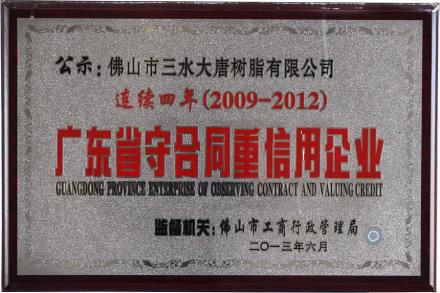 公示：佛山市三水大唐树脂有限公司
连续四年(2009-2012)
广东省守合同重信用企业
GUANGDONG PROVINCE ENTERPRISE OF OBSERVING CONTRACT AND VALUING CREDIT
监督机关：佛山市工商行政管理局
二〇一三年六月